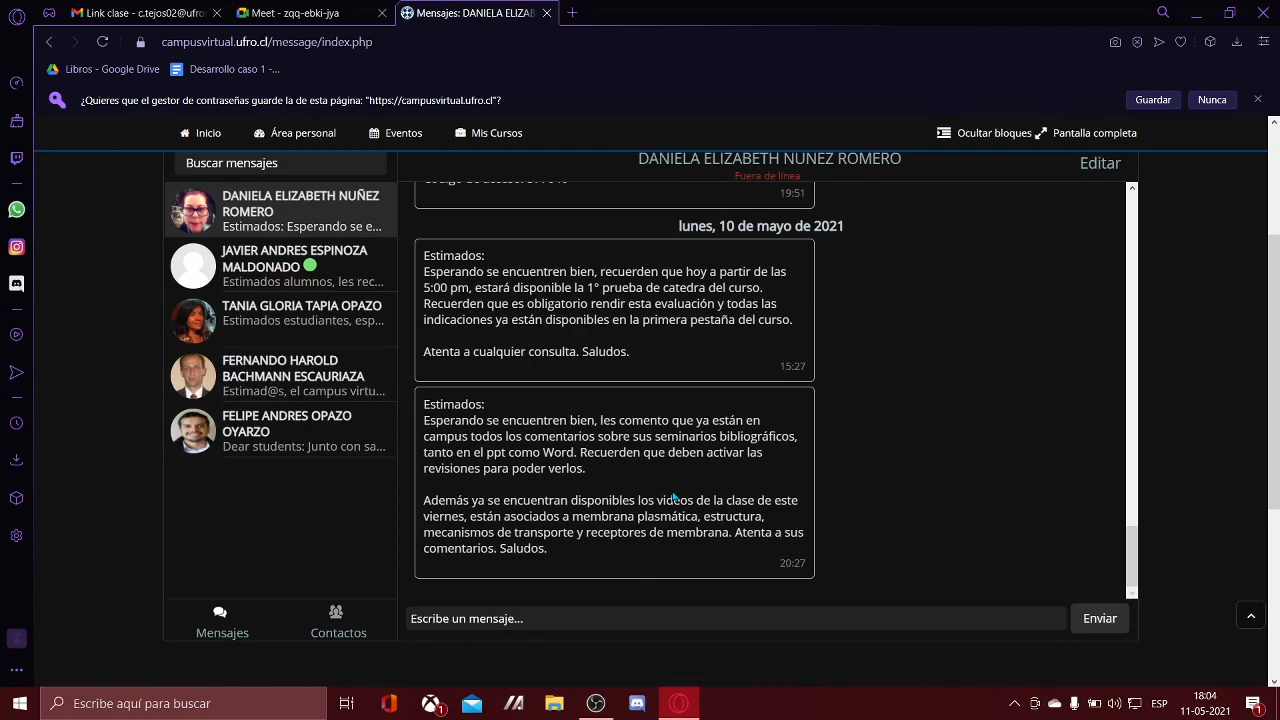 Link clase - c.tejos02@ufro
Meet - zqq-ebki-jya
Mensajes: DANIELA ELIZAB
campusvirtual.ufro.cl/message/index.php
Libros - Google Drive
Desarrollo caso 1 -...
¿Quieres que el gestor de contraseñas guarde la de esta página: "https://campusvirtual.ufro.cl"?
Guardar
Nunca
Inicio
Área personal
Eventos
Mis Cursos
Ocultar bloques
Pantalla completa
Buscar mensajes
DANIELA ELIZABETH NUÑEZ ROMERO
Estimados: Esperando se e...
JAVIER ANDRES ESPINOZA MALDONADO
Estimados alumnos, les rec...
TANIA GLORIA TAPIA OPAZO
Estimados estudiantes, esp...
FERNANDO HAROLD
BACHMANN ESCAURIAZA
Estimad@s, el campus virtu...
FELIPE ANDRES OPAZO
OYARZO
Dear students: Junto con sa...
Mensajes
Contactos
DANIELA ELIZABETH NUNEZ ROMERO
Editar
Fuera de línea
19:51
lunes, 10 de mayo de 2021
Estimados:
Esperando se encuentren bien, recuerden que hoy a partir de las
5:00 pm, estará disponible la 1° prueba de catedra del curso.
Recuerden que es obligatorio rendir esta evaluación y todas las
indicaciones ya están disponibles en la primera pestaña del curso.
Atenta a cualquier consulta. Saludos.
15:27
Estimados:
Esperando se encuentren bien, les comento que ya están en
campus todos los comentarios sobre sus seminarios bibliográficos,
tanto en el ppt como Word. Recuerden que deben activar las
revisiones para poder verlos.
Además ya se encuentran disponibles los videos de la clase de este
viernes, están asociados a membrana plasmática, estructura,
mecanismos de transporte y receptores de membrana. Atenta a sus
comentarios. Saludos.
20:27
Escribe un mensaje...
Enviar
Escribe aquí para buscar
1
ESP
18:04
11-05-2021
1